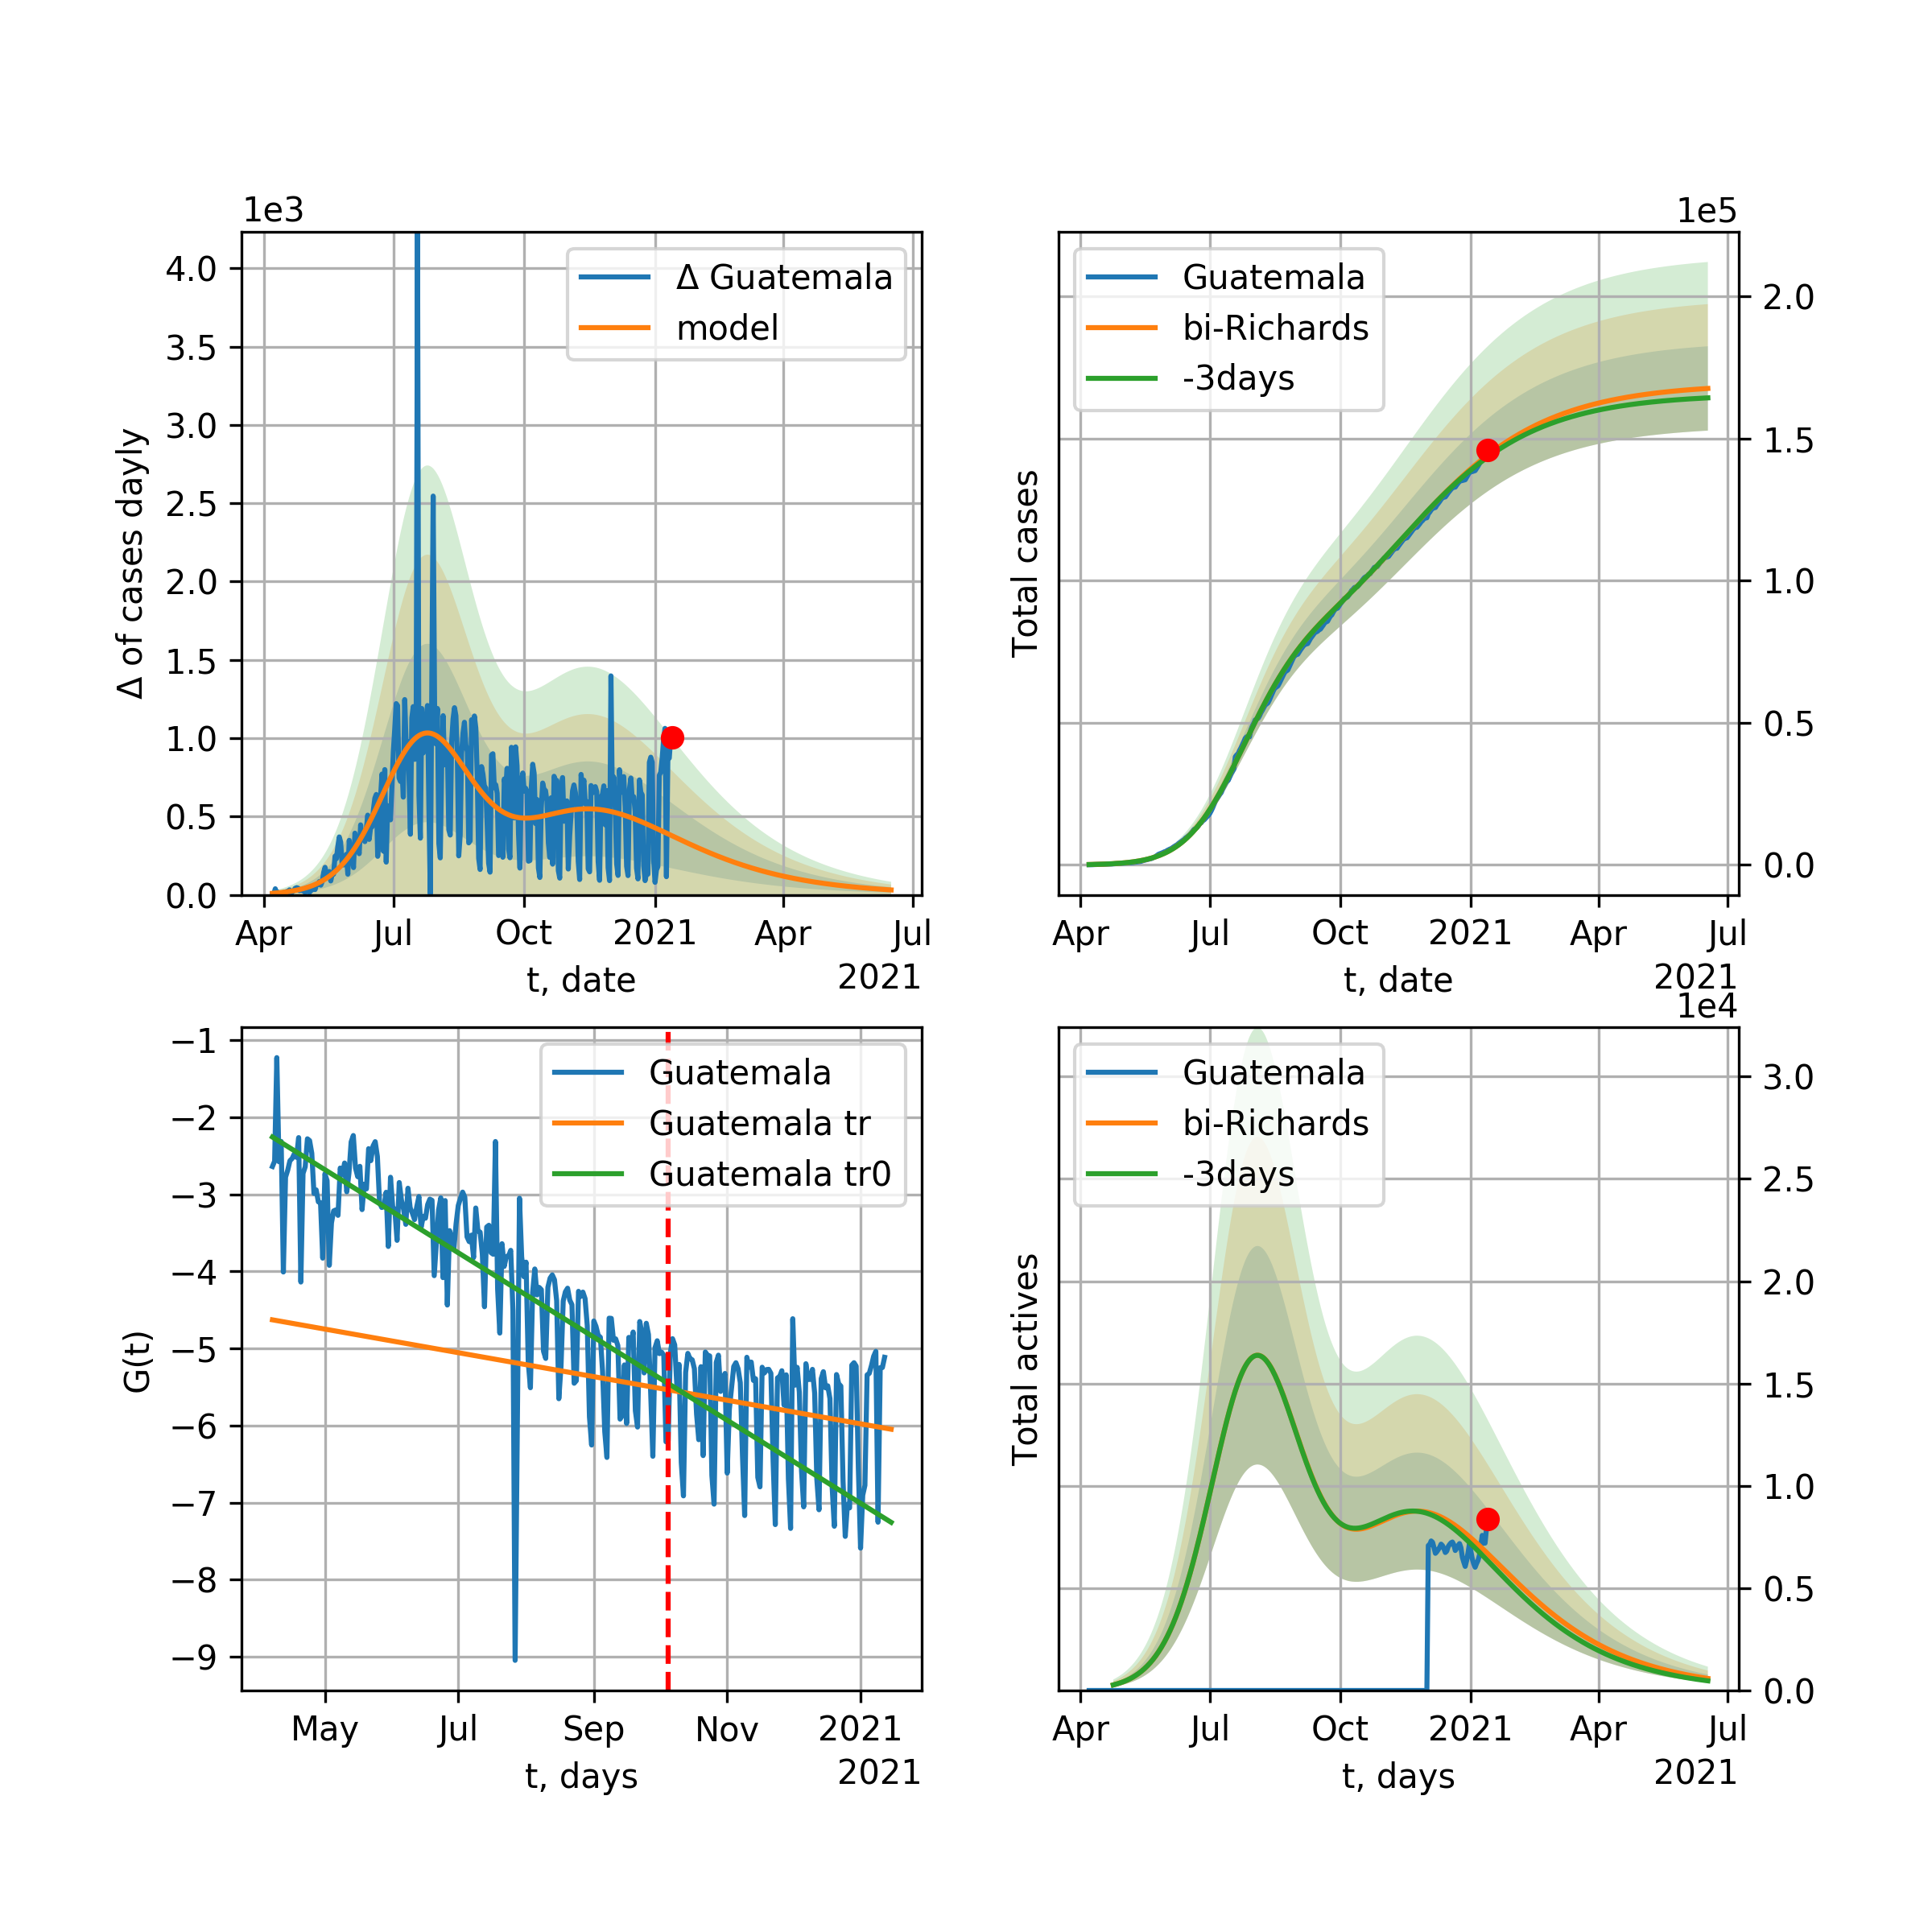 1e3
4.0
3.5
3.0
2.5
2.0
1.5
1.0
0.5
0.0
Δ of cases dayly
Δ Guatemala
model
Apr Jul Oct 2021 Apr Jul
t, date
2021
1e5
Guatemala
bi-Richards
-3days
2.0
1.5
1.0
0.5
0.0
Total cases
Apr Jul Oct 2021 Apr Jul
t, date
2021
−1
−2
−3
−4
−5
−6
−7
−8
−9
G(t)
Guatemala
Guatemala tr
Guatemala tr0
May Jul Sep Nov 2021
t, days
2021
1e4
Guatemala
bi-Richards
-3days
3.0
2.5
2.0
1.5
1.0
0.5
0.0
Total actives
Apr Jul Oct 2021 Apr Jul
t, days
2021